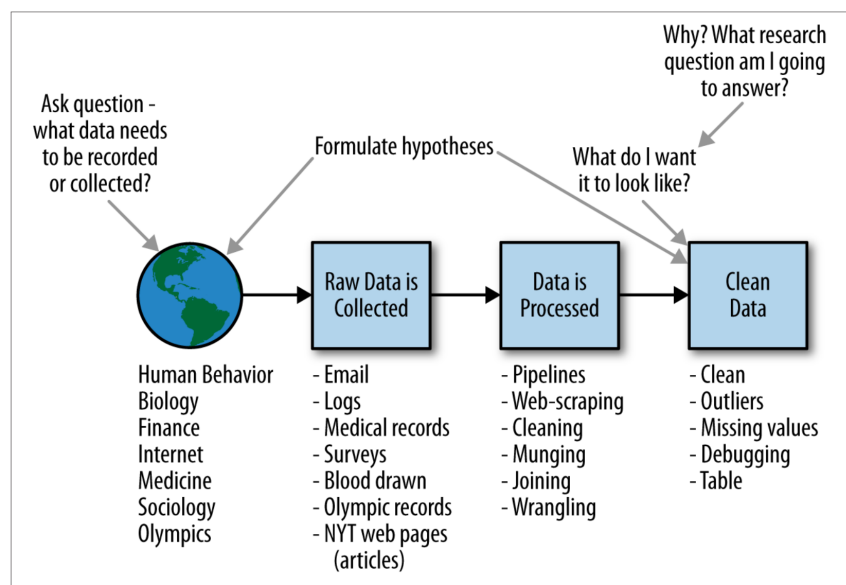 Why? What research
question am I going
to answer?
Ask question -
what data needs
to be recorded
or collected?
Formulate hypotheses
What do I want
it to look like?
Raw Data is
Collected
Data is
Processed
Clean
Data
Human Behavior
Biology
Finance
Internet
Medicine
Sociology
Olympics
- Email
- Logs
- Medical records
- Surveys
- Blood drawn
- Olympic records
- NYT web pages
(articles)
- Pipelines
- Web-scraping
- Cleaning
- Munging
- Joining
- Wrangling
- Clean
- Outliers
- Missing values
- Debugging
- Table